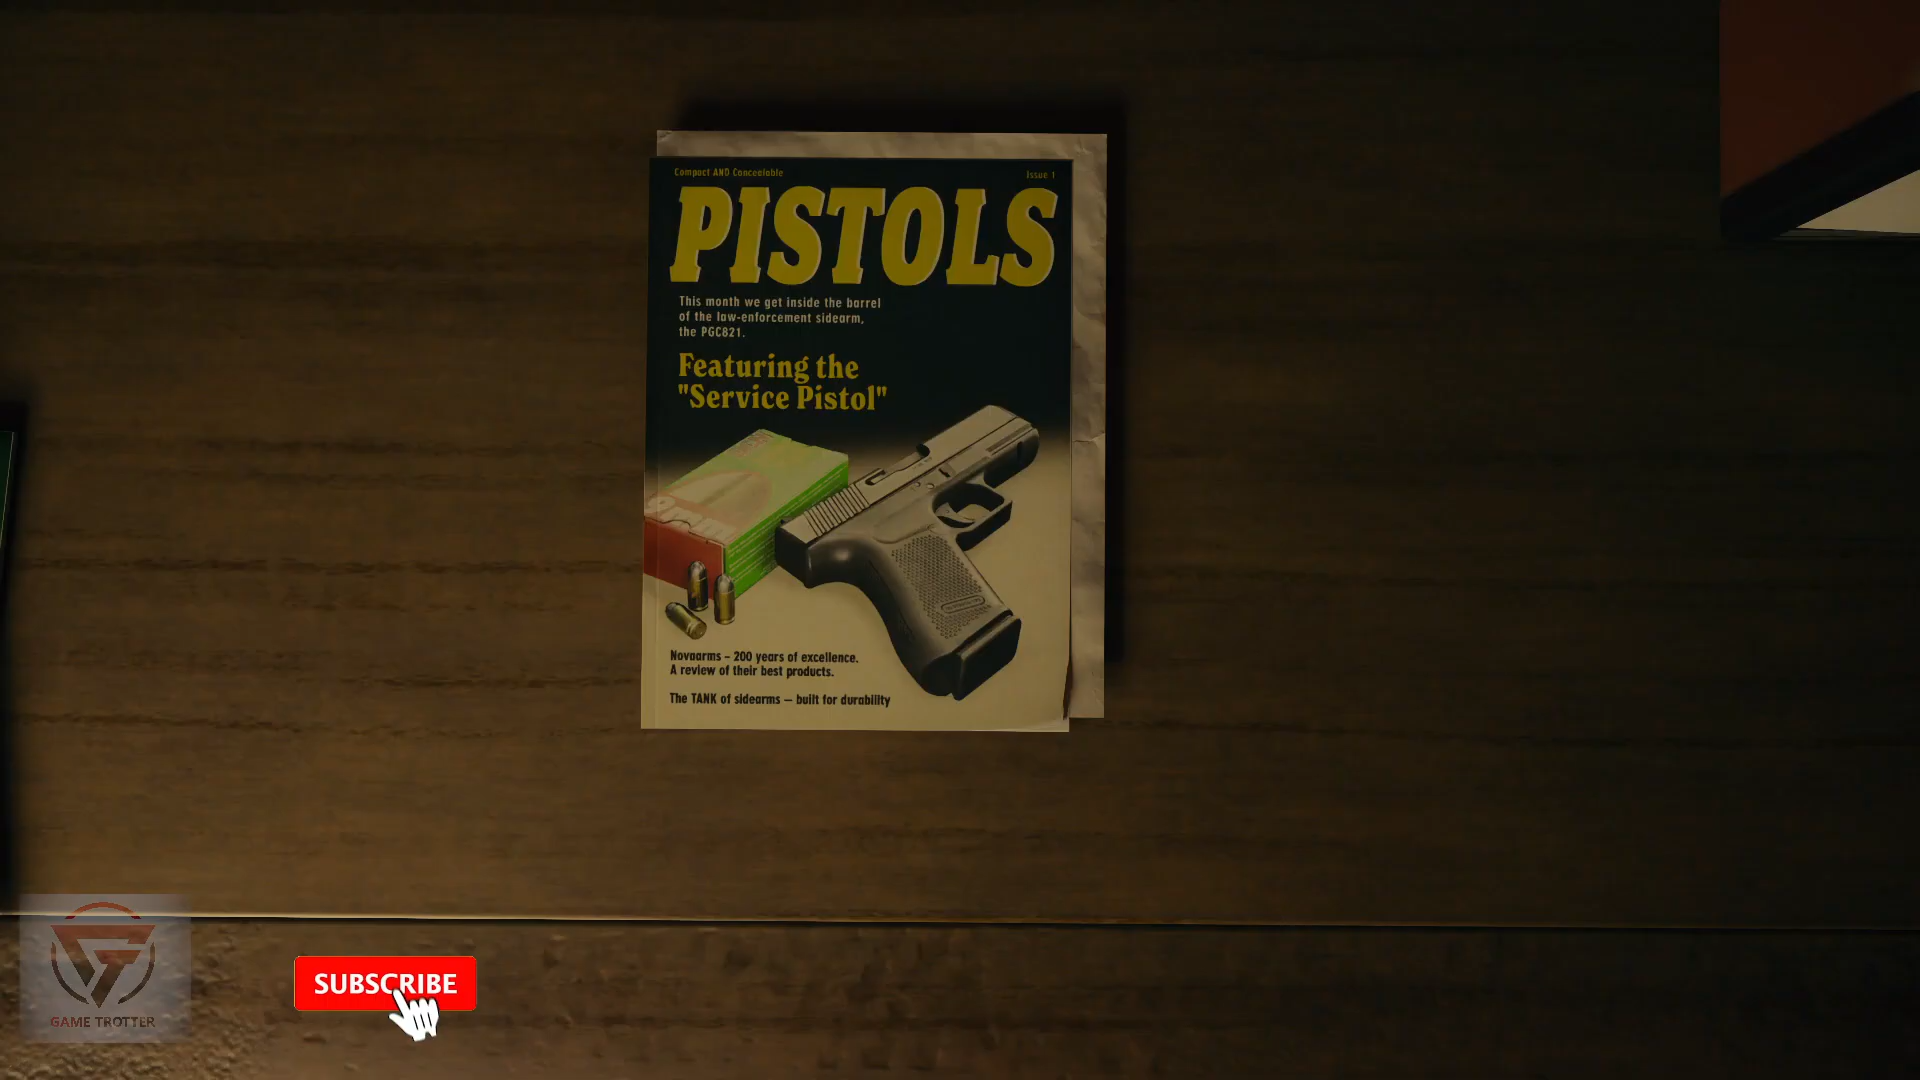 Compact AND Concealable
Issue 1
PISTOLS
This month we get inside the barrel
of the law-enforcement sidearm,
the PGC821.
Featuring the
"Service Pistol"
Novaarms – 200 years of excellence.
A review of their best products.
The TANK of sidearms – built for durability
SUBSCRIBE
GAME TROTTER